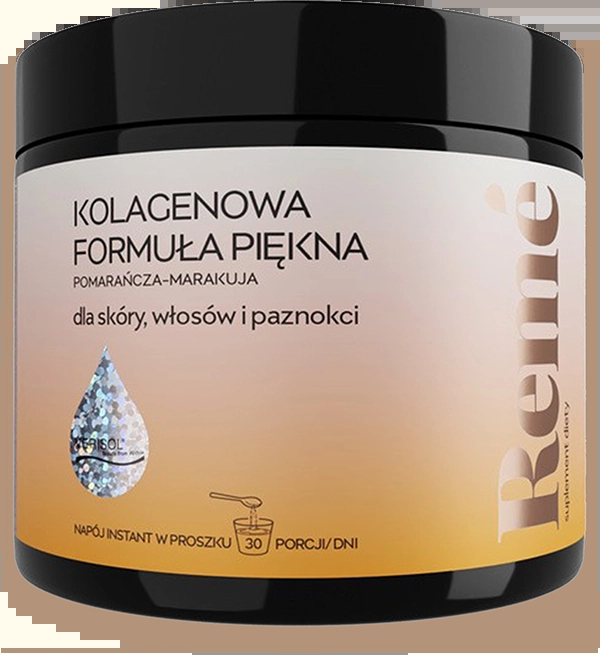 KOLAGENOWA
FORMUŁA PIĘKNA
POMARAŃCZA-MARAKUJA
dla skóry, włosów i paznokci
VERISOL®
NAPÓJ INSTANT W PROSZKU 30 PORCJI/DNI
Remé
suplement diety